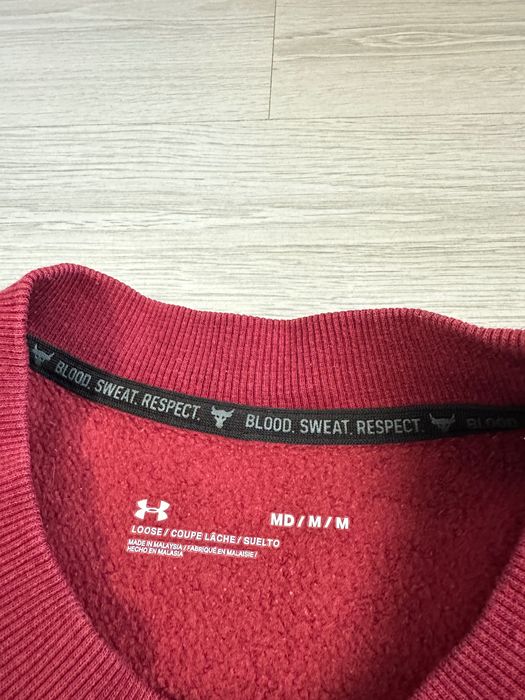 BLOOD. SWEAT. RESPECT. BLOOD. SWEAT. RESPECT. BLOOD.
MD / M / M
LOOSE / COUPE LÂCHE / SUELTO
MADE IN MALAYSIA / FABRIQUÉ EN MALAISIE /
HECHO EN MALASIA